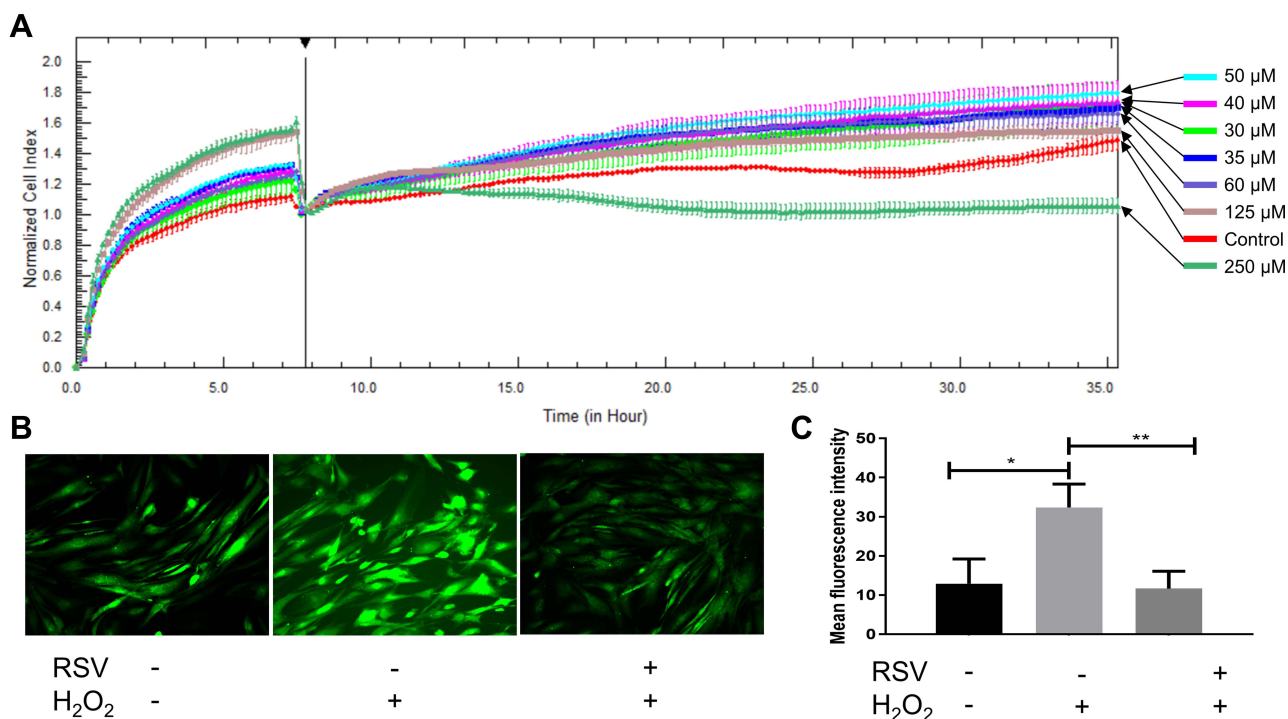 A
Normalized Cell Index
2.0
1.8
1.6
1.4
1.2
1.0
0.8
0.6
0.4
0.2
0.0
0.0 5.0 10.0 15.0 20.0 25.0 30.0 35.0
Time (in Hour)
50 µM
40 µM
30 µM
35 µM
60 µM
125 µM
Control
250 µM
B
RSV - - +
H₂O₂ - + +
C
Mean fluorescence intensity
50
40
30
20
10
0
* **
RSV - - +
H₂O₂ - + +